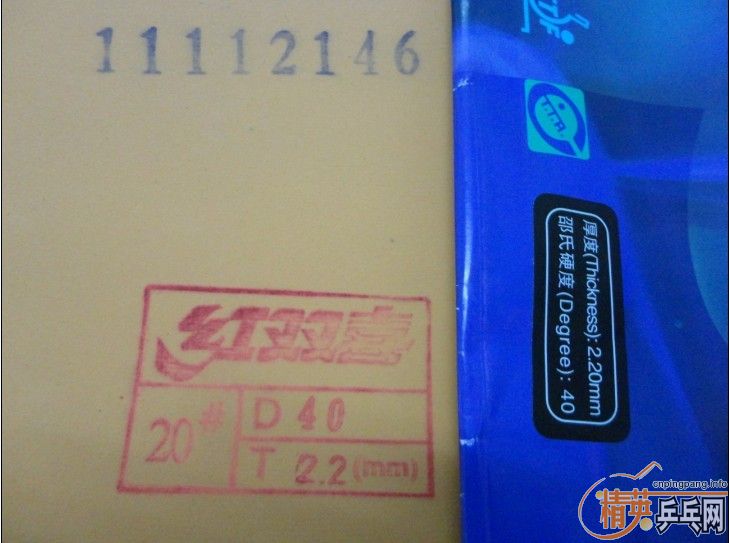 11112146
红双喜
20#
D 40
T 2.2(mm)
ITTF
厚度(Thickness): 2.20mm
邵氏硬度(Degree): 40
cnpingpang.info
精英乒乓网